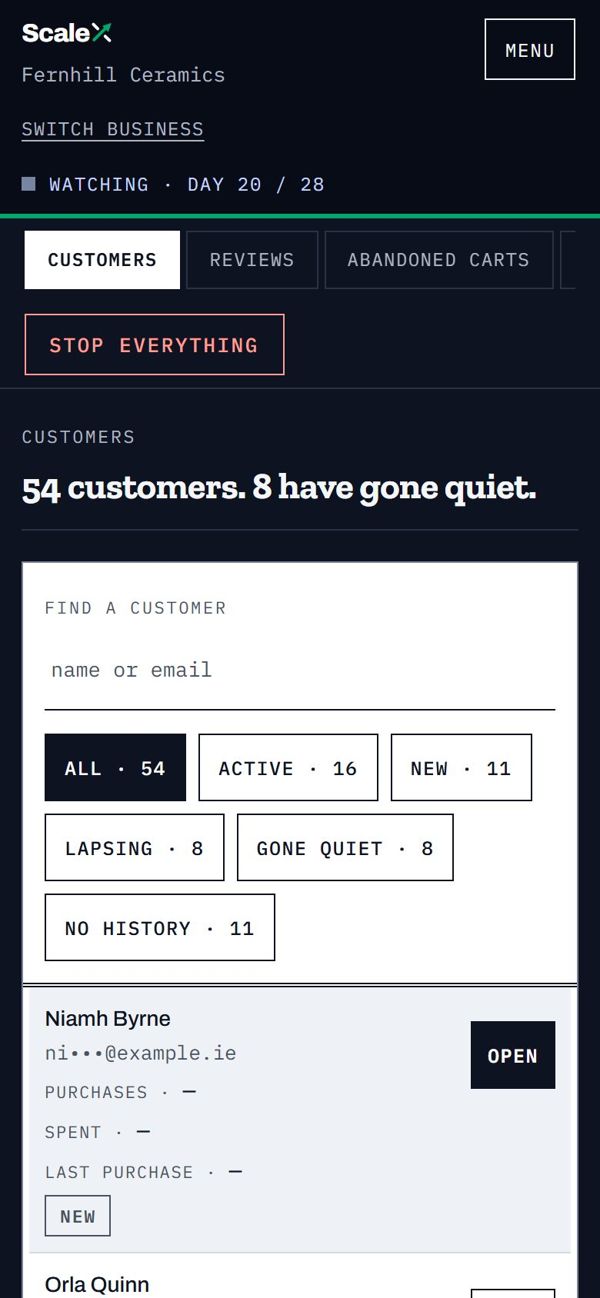 ScaleX
MENU
Fernhill Ceramics
SWITCH BUSINESS
WATCHING · DAY 20 / 28
CUSTOMERS
REVIEWS
ABANDONED CARTS
STOP EVERYTHING
CUSTOMERS
54 customers. 8 have gone quiet.
FIND A CUSTOMER
name or email
ALL · 54
ACTIVE · 16
NEW · 11
LAPSING · 8
GONE QUIET · 8
NO HISTORY · 11
Niamh Byrne
ni•••@example.ie
OPEN
PURCHASES · —
SPENT · —
LAST PURCHASE · —
NEW
Orla Quinn